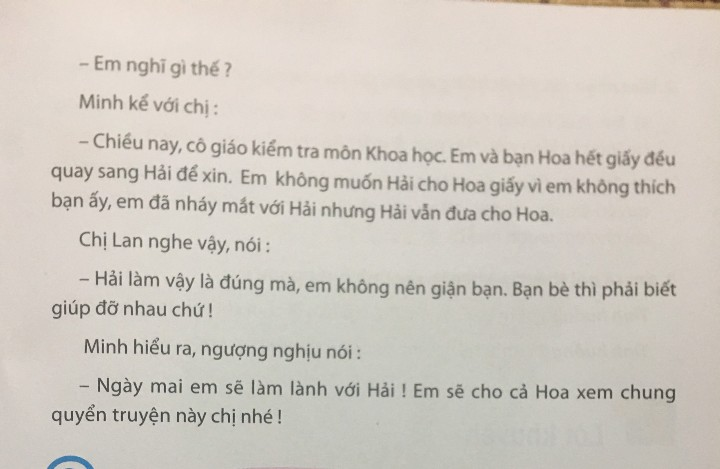 – Em nghĩ gì thế ?
Minh kể với chị :
– Chiều nay, cô giáo kiểm tra môn Khoa học. Em và bạn Hoa hết giấy đều
quay sang Hải để xin. Em không muốn Hải cho Hoa giấy vì em không thích
bạn ấy, em đã nháy mắt với Hải nhưng Hải vẫn đưa cho Hoa.
Chị Lan nghe vậy, nói :
– Hải làm vậy là đúng mà, em không nên giận bạn. Bạn bè thì phải biết
giúp đỡ nhau chứ !
Minh hiểu ra, ngượng nghịu nói :
– Ngày mai em sẽ làm lành với Hải ! Em sẽ cho cả Hoa xem chung
quyển truyện này chị nhé !